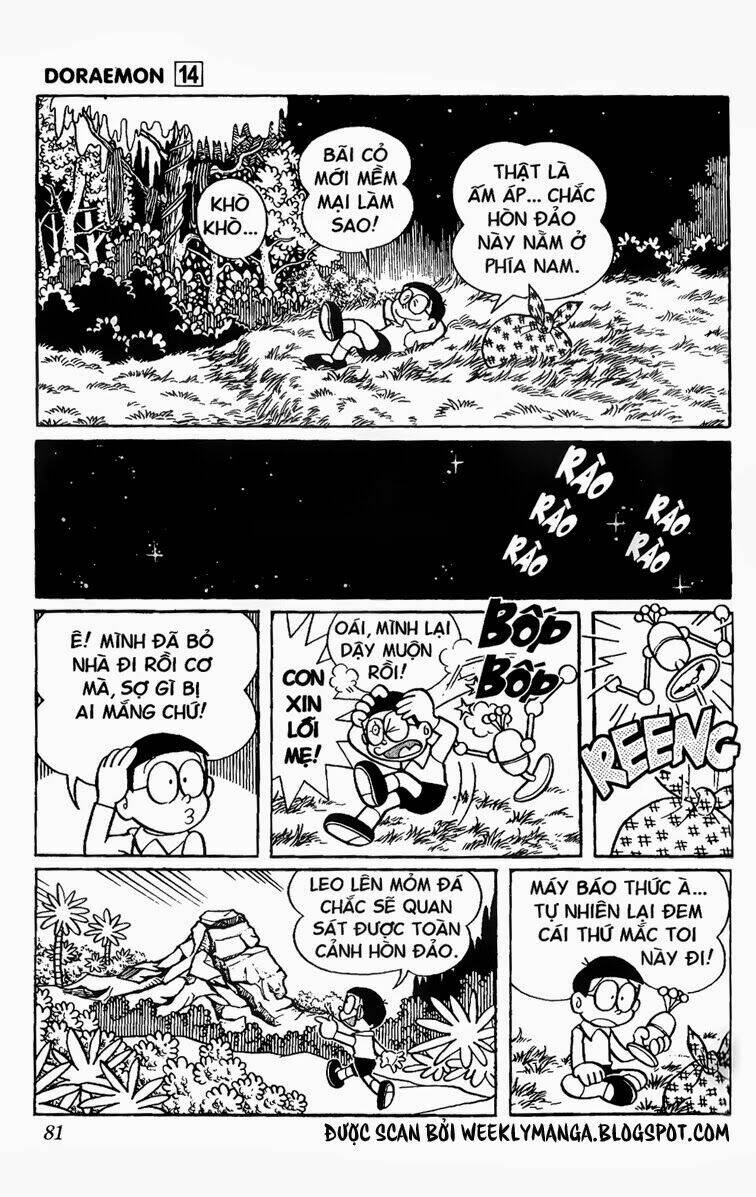 DORAEMON 14
THẬT LÀ
ẤM ÁP... CHẮC
HÒN ĐẢO
NÀY NẰM Ở
PHÍA NAM.
BÃI CỎ
MỚI MỀM
MẠI LÀM
SAO!
KHÒ
KHÒ...
RÀO
RÀO
RÀO
RÀO
RÀO
REENG
BỐP
BỐP
OÁI, MÌNH LẠI
DẬY MUỘN
RỒI!
CON
XIN
LỖI
MẸ!
Ê! MÌNH ĐÃ BỎ
NHÀ ĐI RỒI CƠ
MÀ, SỢ GÌ BỊ
AI MẮNG CHỨ!
MÁY BÁO THỨC À...
TỰ NHIÊN LẠI ĐEM
CÁI THỨ MẮC TOI
NÀY ĐI!
LEO LÊN MỎM ĐÁ
CHẮC SẼ QUAN
SÁT ĐƯỢC TOÀN
CẢNH HÒN ĐẢO.
81
ĐƯỢC SCAN BỞI WEEKLYMANGA.BLOGSPOT.COM